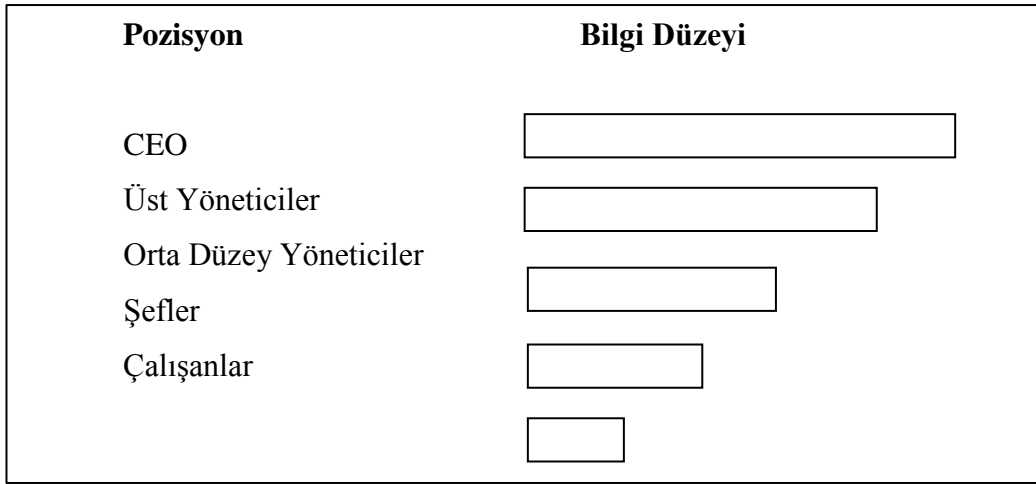 Pozisyon Bilgi Düzeyi
CEO
Üst Yöneticiler
Orta Düzey Yöneticiler
Şefler
Çalışanlar